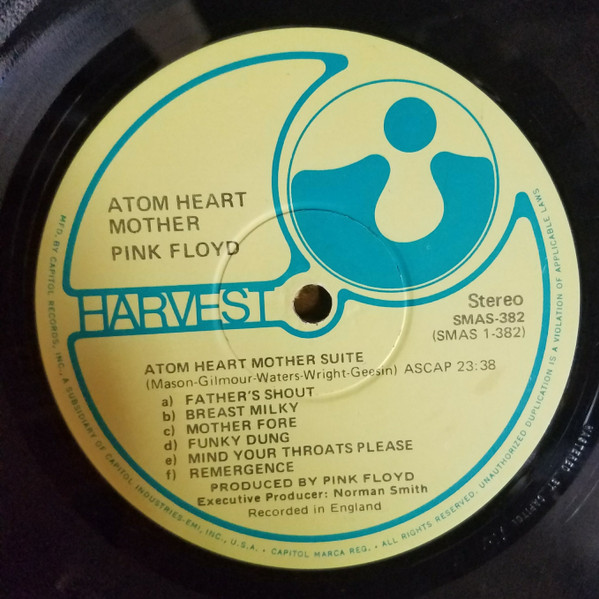 ATOM HEART
MOTHER
PINK FLOYD
HARVEST
Stereo
SMAS-382
(SMAS 1-382)
ATOM HEART MOTHER SUITE
(Mason-Gilmour-Waters-Wright-Geesin) ASCAP 23:38
a) FATHER'S SHOUT
b) BREAST MILKY
c) MOTHER FORE
d) FUNKY DUNG
e) MIND YOUR THROATS PLEASE
f) REMERGENCE
PRODUCED BY PINK FLOYD
Executive Producer: Norman Smith
Recorded in England
MFD. BY CAPITOL RECORDS, INC., A SUBSIDIARY OF CAPITOL INDUSTRIES-EMI, INC., U.S.A. • CAPITOL MARCA REG. • ALL RIGHTS RESERVED. UNAUTHORIZED DUPLICATION IS A VIOLATION OF APPLICABLE LAWS
MASTERED BY CAPITOL